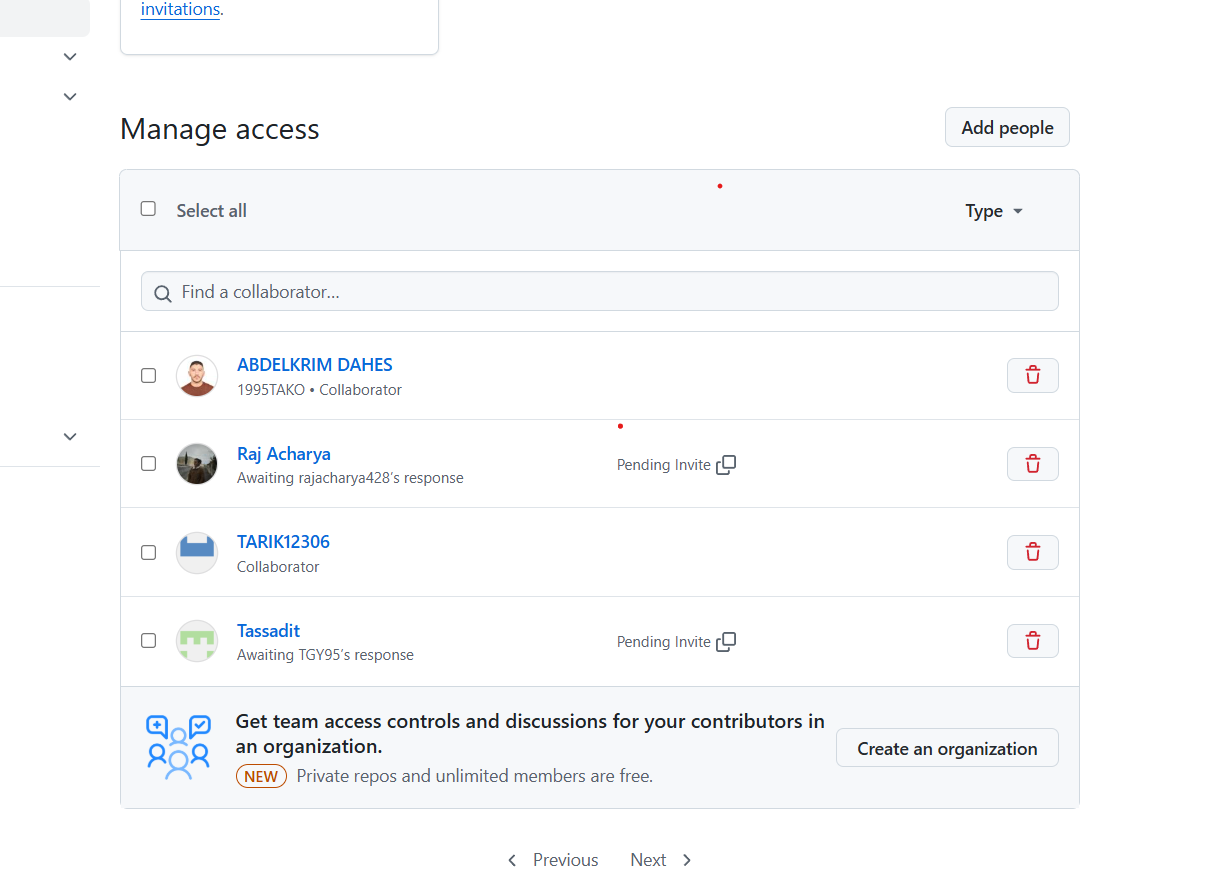 invitations.
Manage access
Add people
Select all
Type
Find a collaborator...
ABDELKRIM DAHES
1995TAKO • Collaborator
Raj Acharya
Awaiting rajacharya428's response
Pending Invite
TARIK12306
Collaborator
Tassadit
Awaiting TGY95's response
Pending Invite
Get team access controls and discussions for your contributors in
an organization.
NEW Private repos and unlimited members are free.
Create an organization
Previous
Next